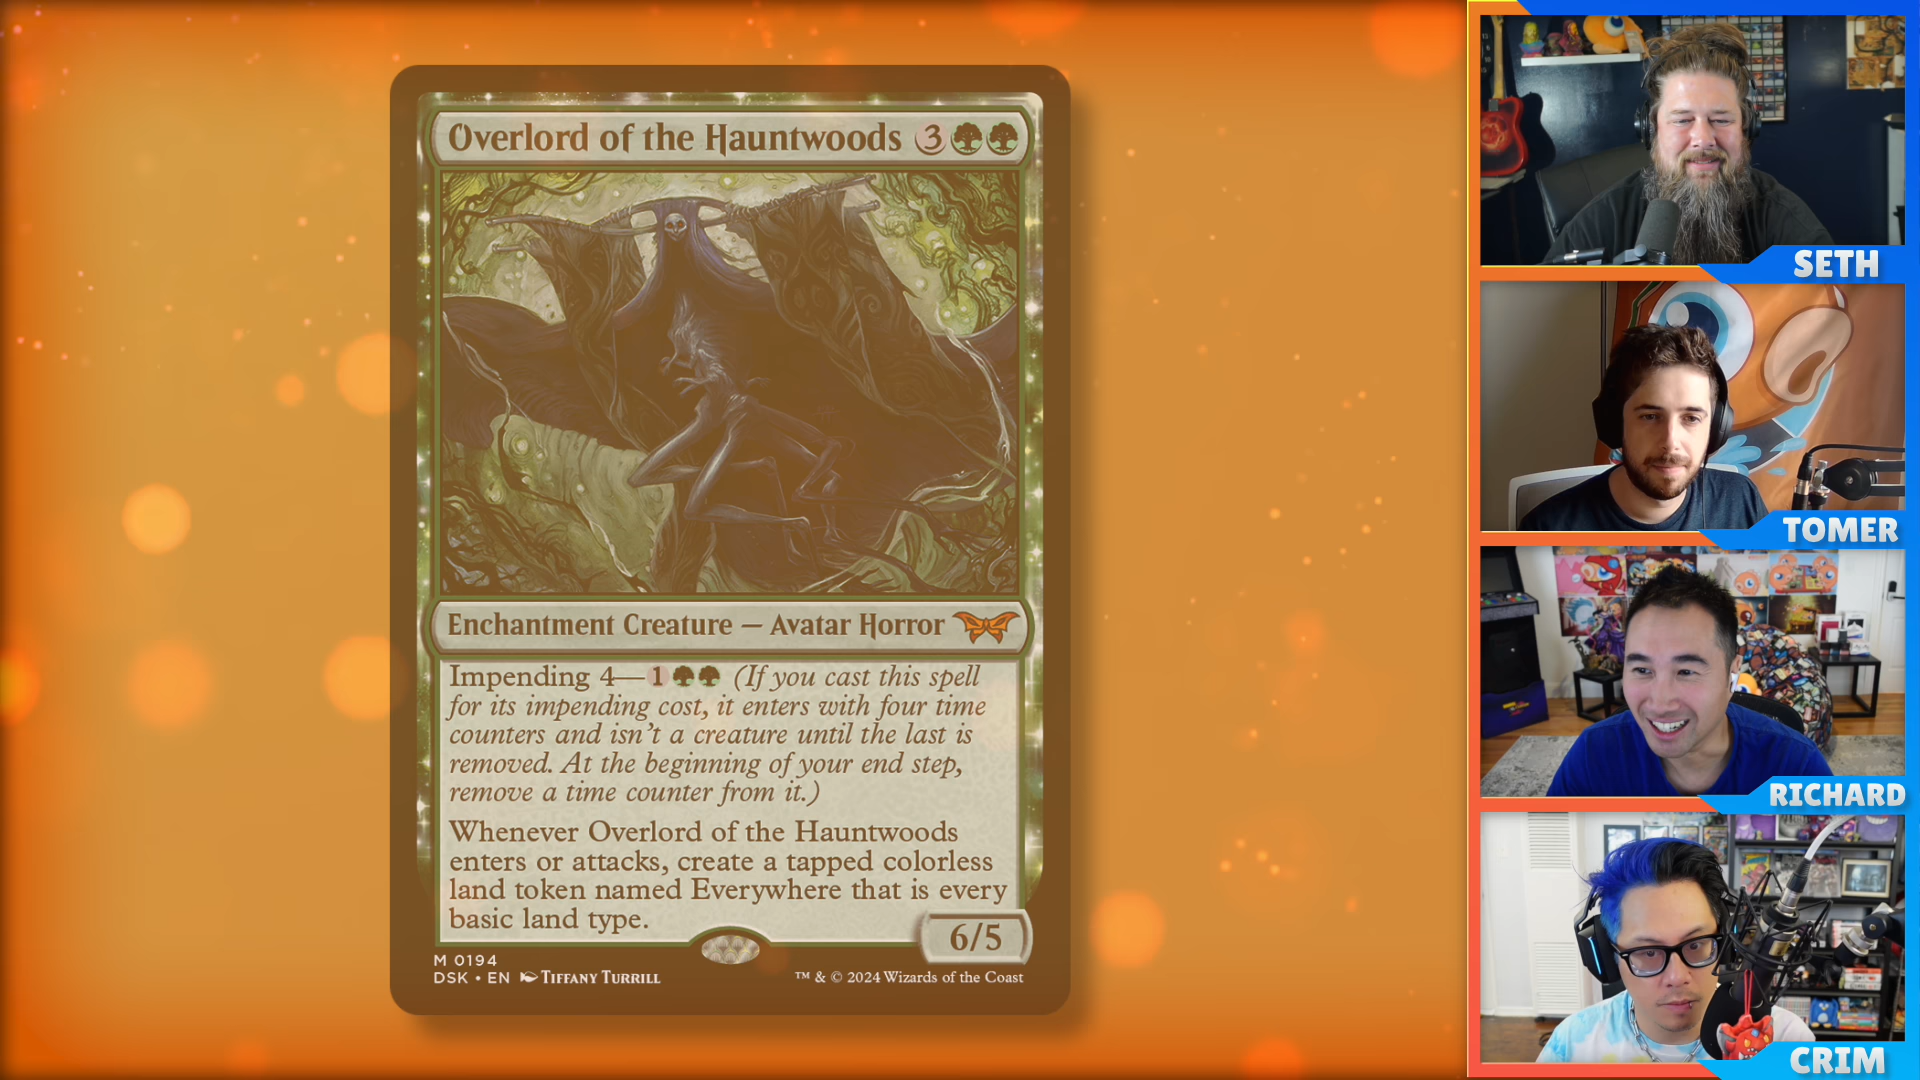 Overlord of the Hauntwoods 3
Enchantment Creature — Avatar Horror
Impending 4—1 (If you cast this spell
for its impending cost, it enters with four time
counters and isn't a creature until the last is
removed. At the beginning of your end step,
remove a time counter from it.)
Whenever Overlord of the Hauntwoods
enters or attacks, create a tapped colorless
land token named Everywhere that is every
basic land type.
6/5
M 0194
DSK • EN TIFFANY TURRILL
™ & © 2024 Wizards of the Coast
SETH
TOMER
RICHARD
CRIM